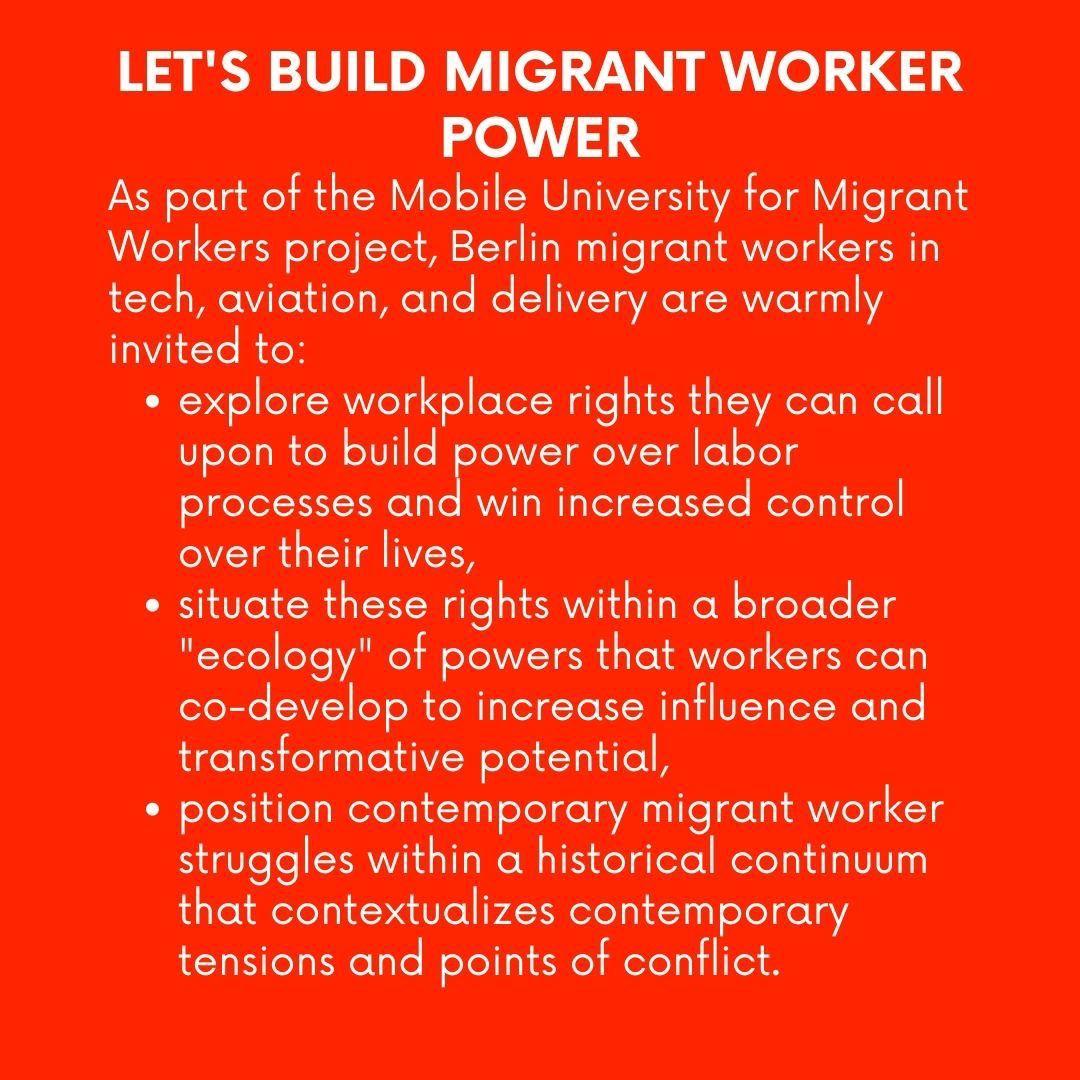 LET'S BUILD MIGRANT WORKER
POWER
As part of the Mobile University for Migrant
Workers project, Berlin migrant workers in
tech, aviation, and delivery are warmly
invited to:
• explore workplace rights they can call
upon to build power over labor
processes and win increased control
over their lives,
• situate these rights within a broader
"ecology" of powers that workers can
co-develop to increase influence and
transformative potential,
• position contemporary migrant worker
struggles within a historical continuum
that contextualizes contemporary
tensions and points of conflict.